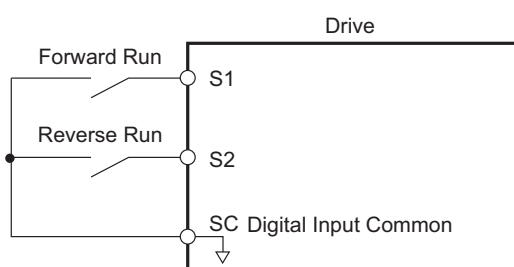 Drive
Forward Run
S1
Reverse Run
S2
SC Digital Input Common